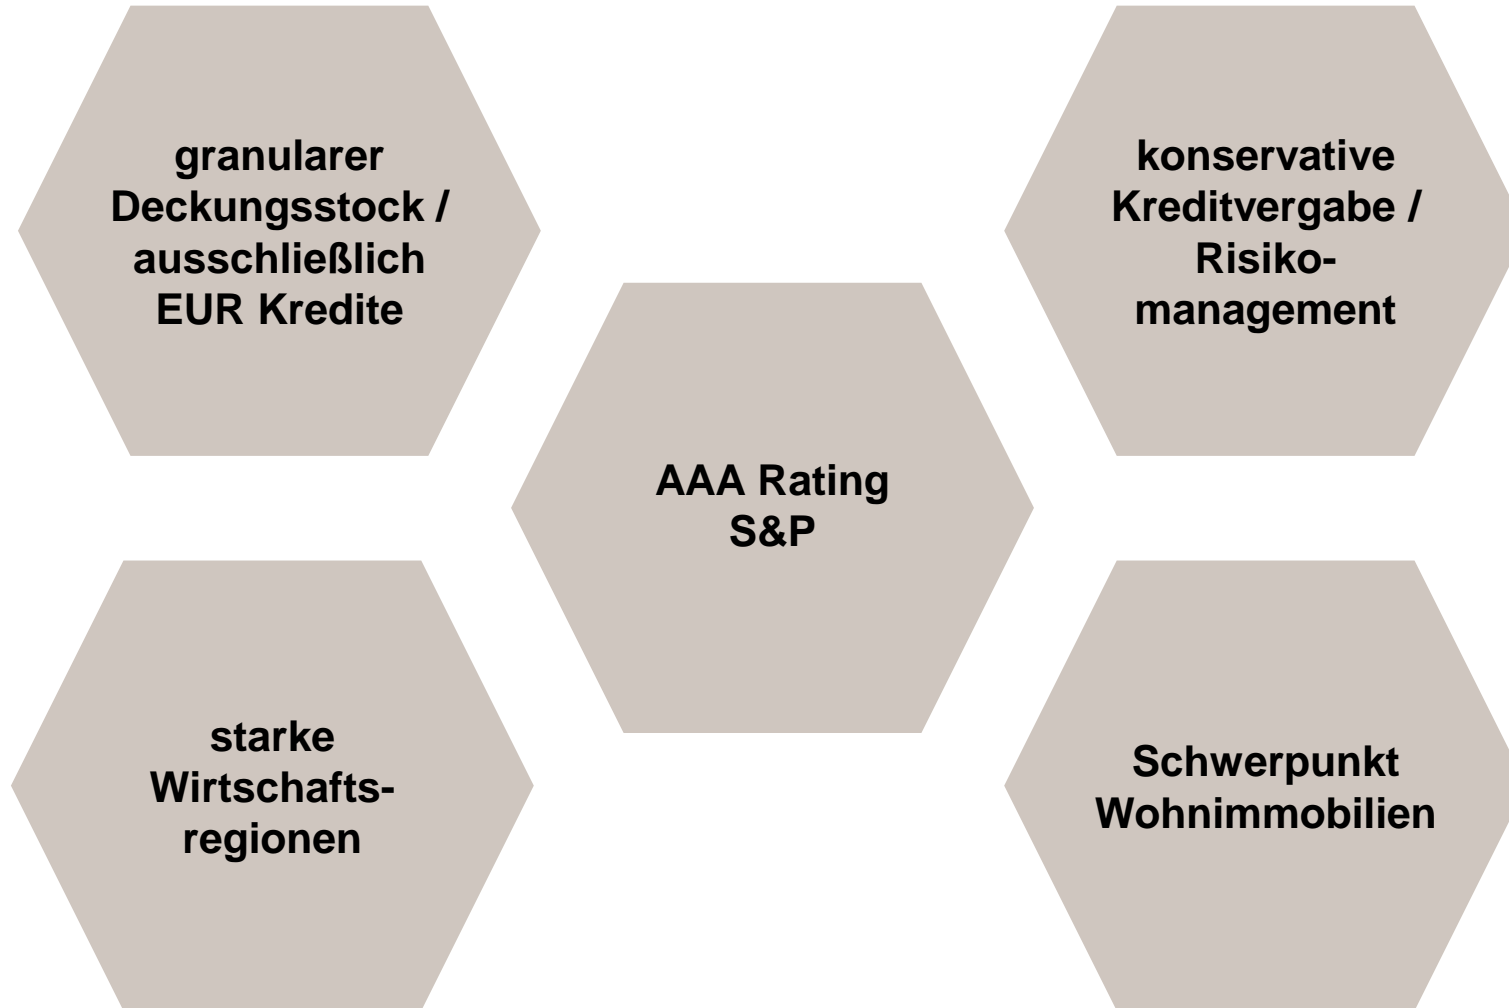 granularer
Deckungsstock /
ausschließlich
EUR Kredite
konservative
Kreditvergabe /
Risiko-
management
AAA Rating
S&P
starke
Wirtschafts-
regionen
Schwerpunkt
Wohnimmobilien